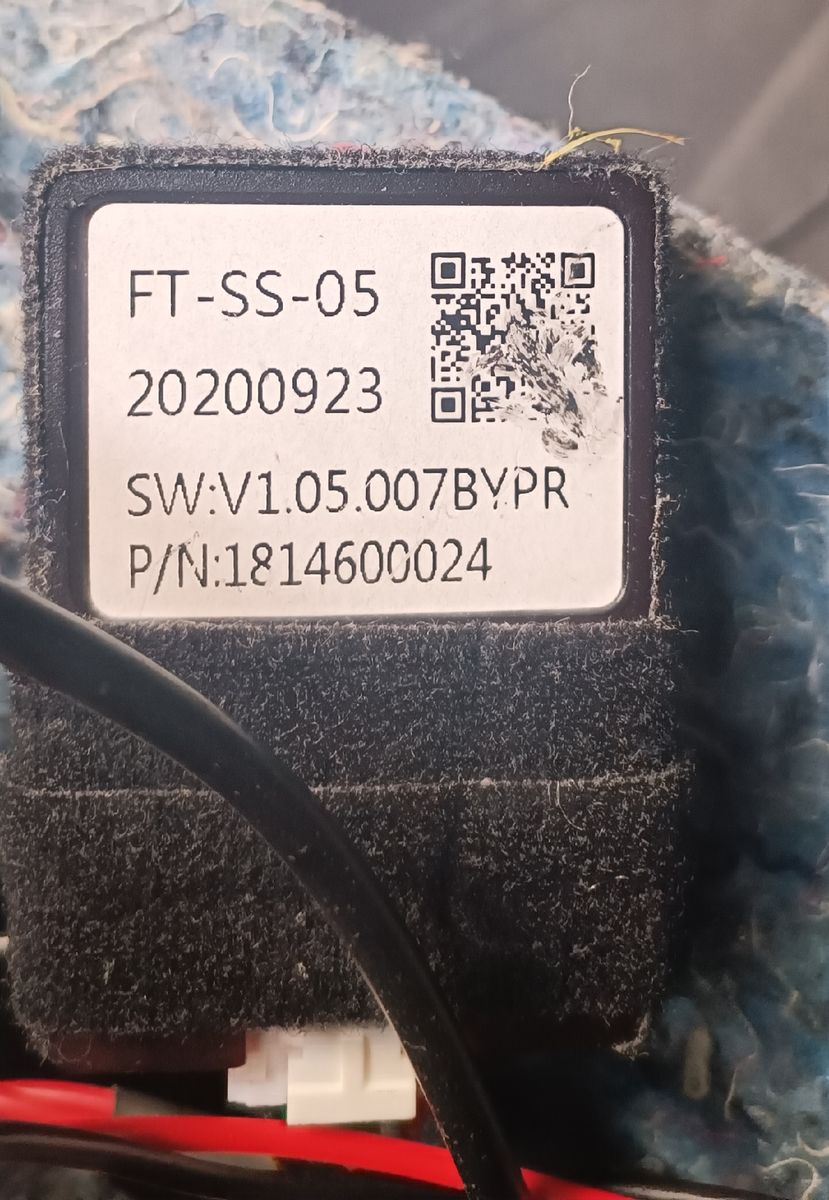 FT-SS-05
20200923
SW:V1.05.007BYPR
P/N:1814600024